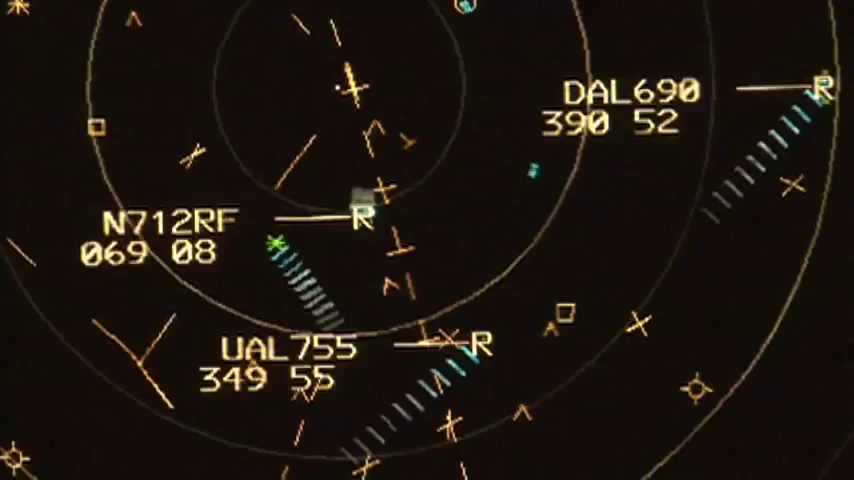 DAL690 R
390 52
N712RF R
069 08
UAL755 R
349 55